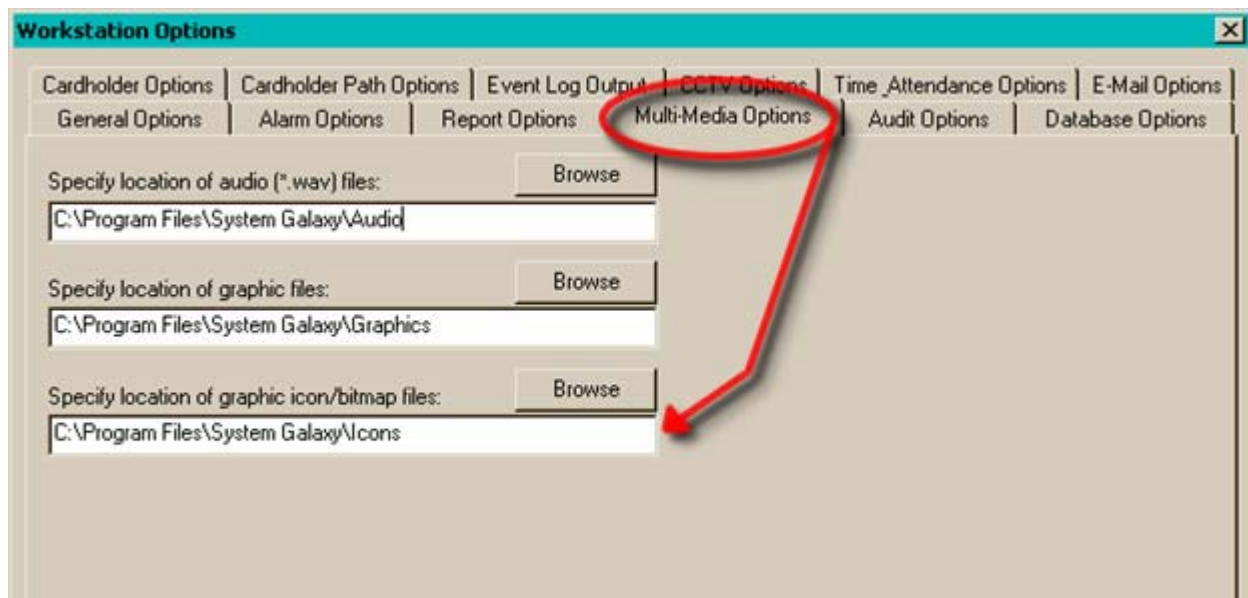 Workstation Options
Cardholder Options Cardholder Path Options Event Log Output CCTV Options Time_Attendance Options E-Mail Options
General Options Alarm Options Report Options Multi-Media Options Audit Options Database Options
Specify location of audio (*.wav) files: Browse
C:\Program Files\System Galaxy\Audio
Specify location of graphic files: Browse
C:\Program Files\System Galaxy\Graphics
Specify location of graphic icon/bitmap files: Browse
C:\Program Files\System Galaxy\Icons